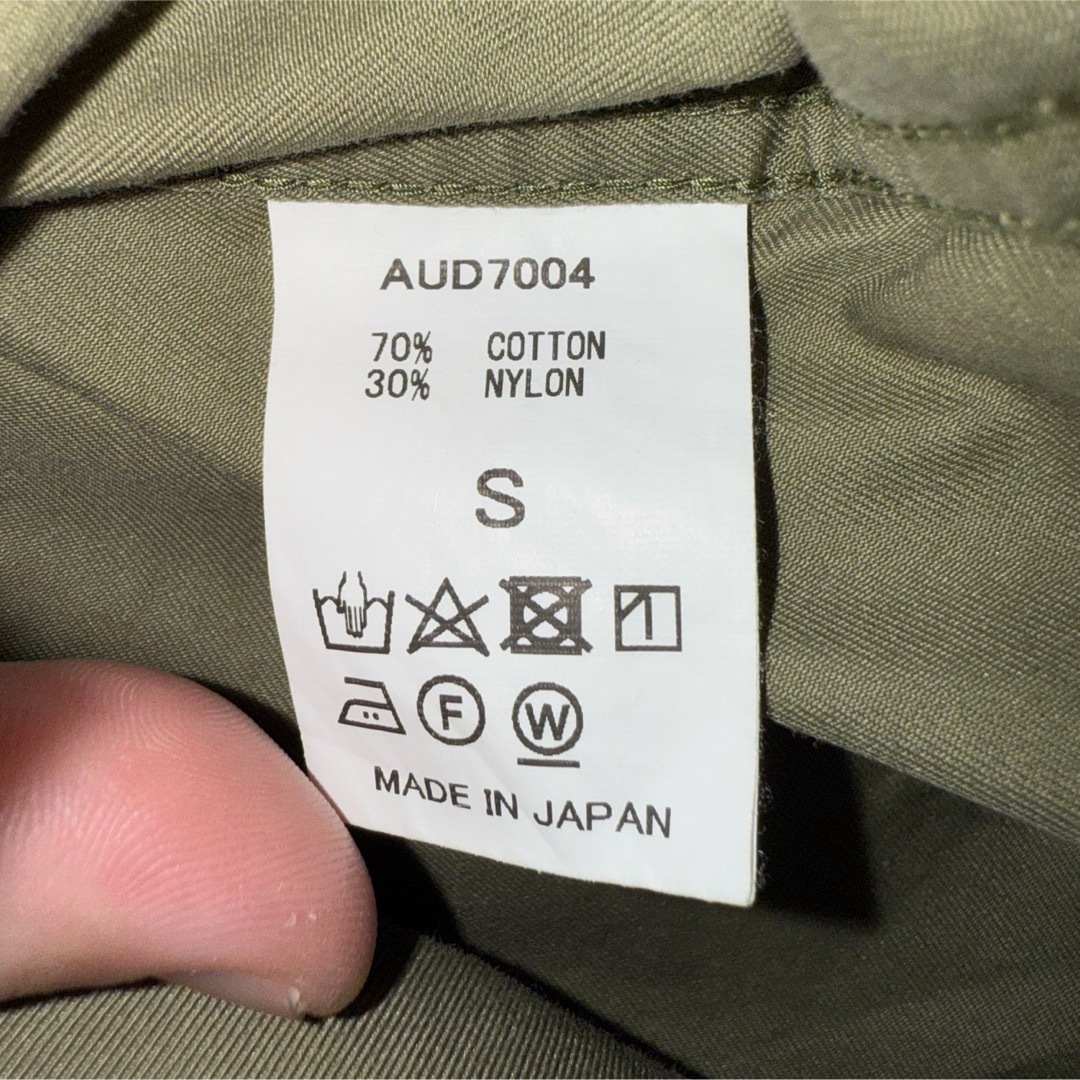 AUD7004
70% COTTON
30% NYLON
S
F W
MADE IN JAPAN